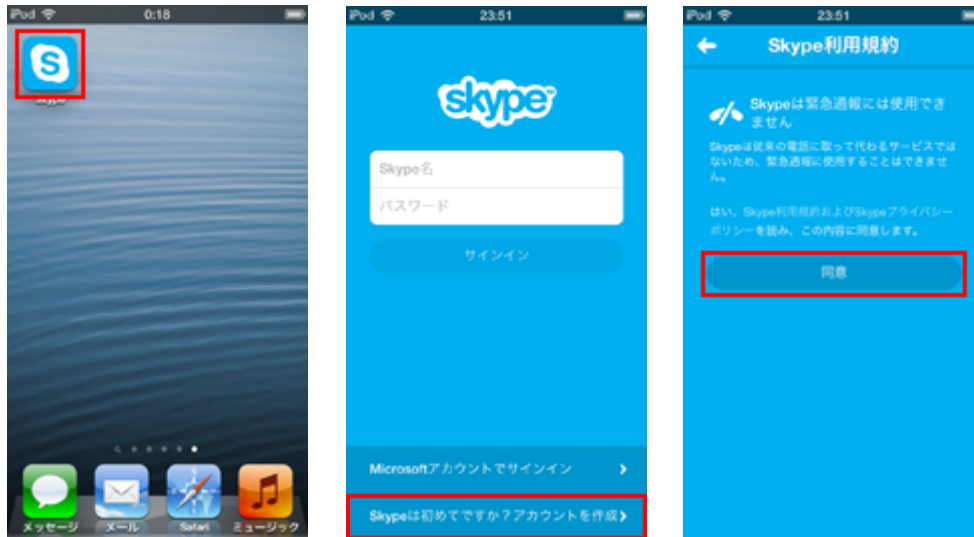 iPod 0:18
S
Skype
メッセージ メール Safari ミュージック
iPod 23:51
skype
Skype名
パスワード
サインイン
Microsoftアカウントでサインイン
Skypeは初めてですか？アカウントを作成
iPod 23:51
Skype利用規約
Skypeは緊急通報には使用でき
ません
Skypeは従来の電話に取って代わるサービスでは
ないため、緊急通報に使用することはできませ
ん。
はい、Skype利用規約およびSkypeプライバシー
ポリシーを読み、この内容に同意します。
同意